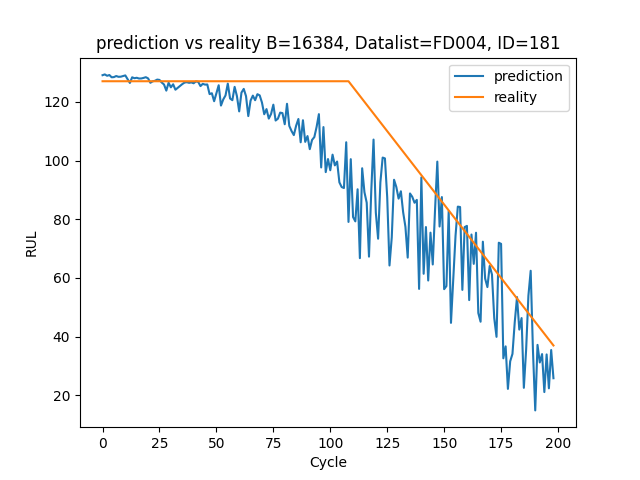 prediction vs reality B=16384, Datalist=FD004, ID=181
prediction
reality
RUL
120
100
80
60
40
20
0 25 50 75 100 125 150 175 200
Cycle